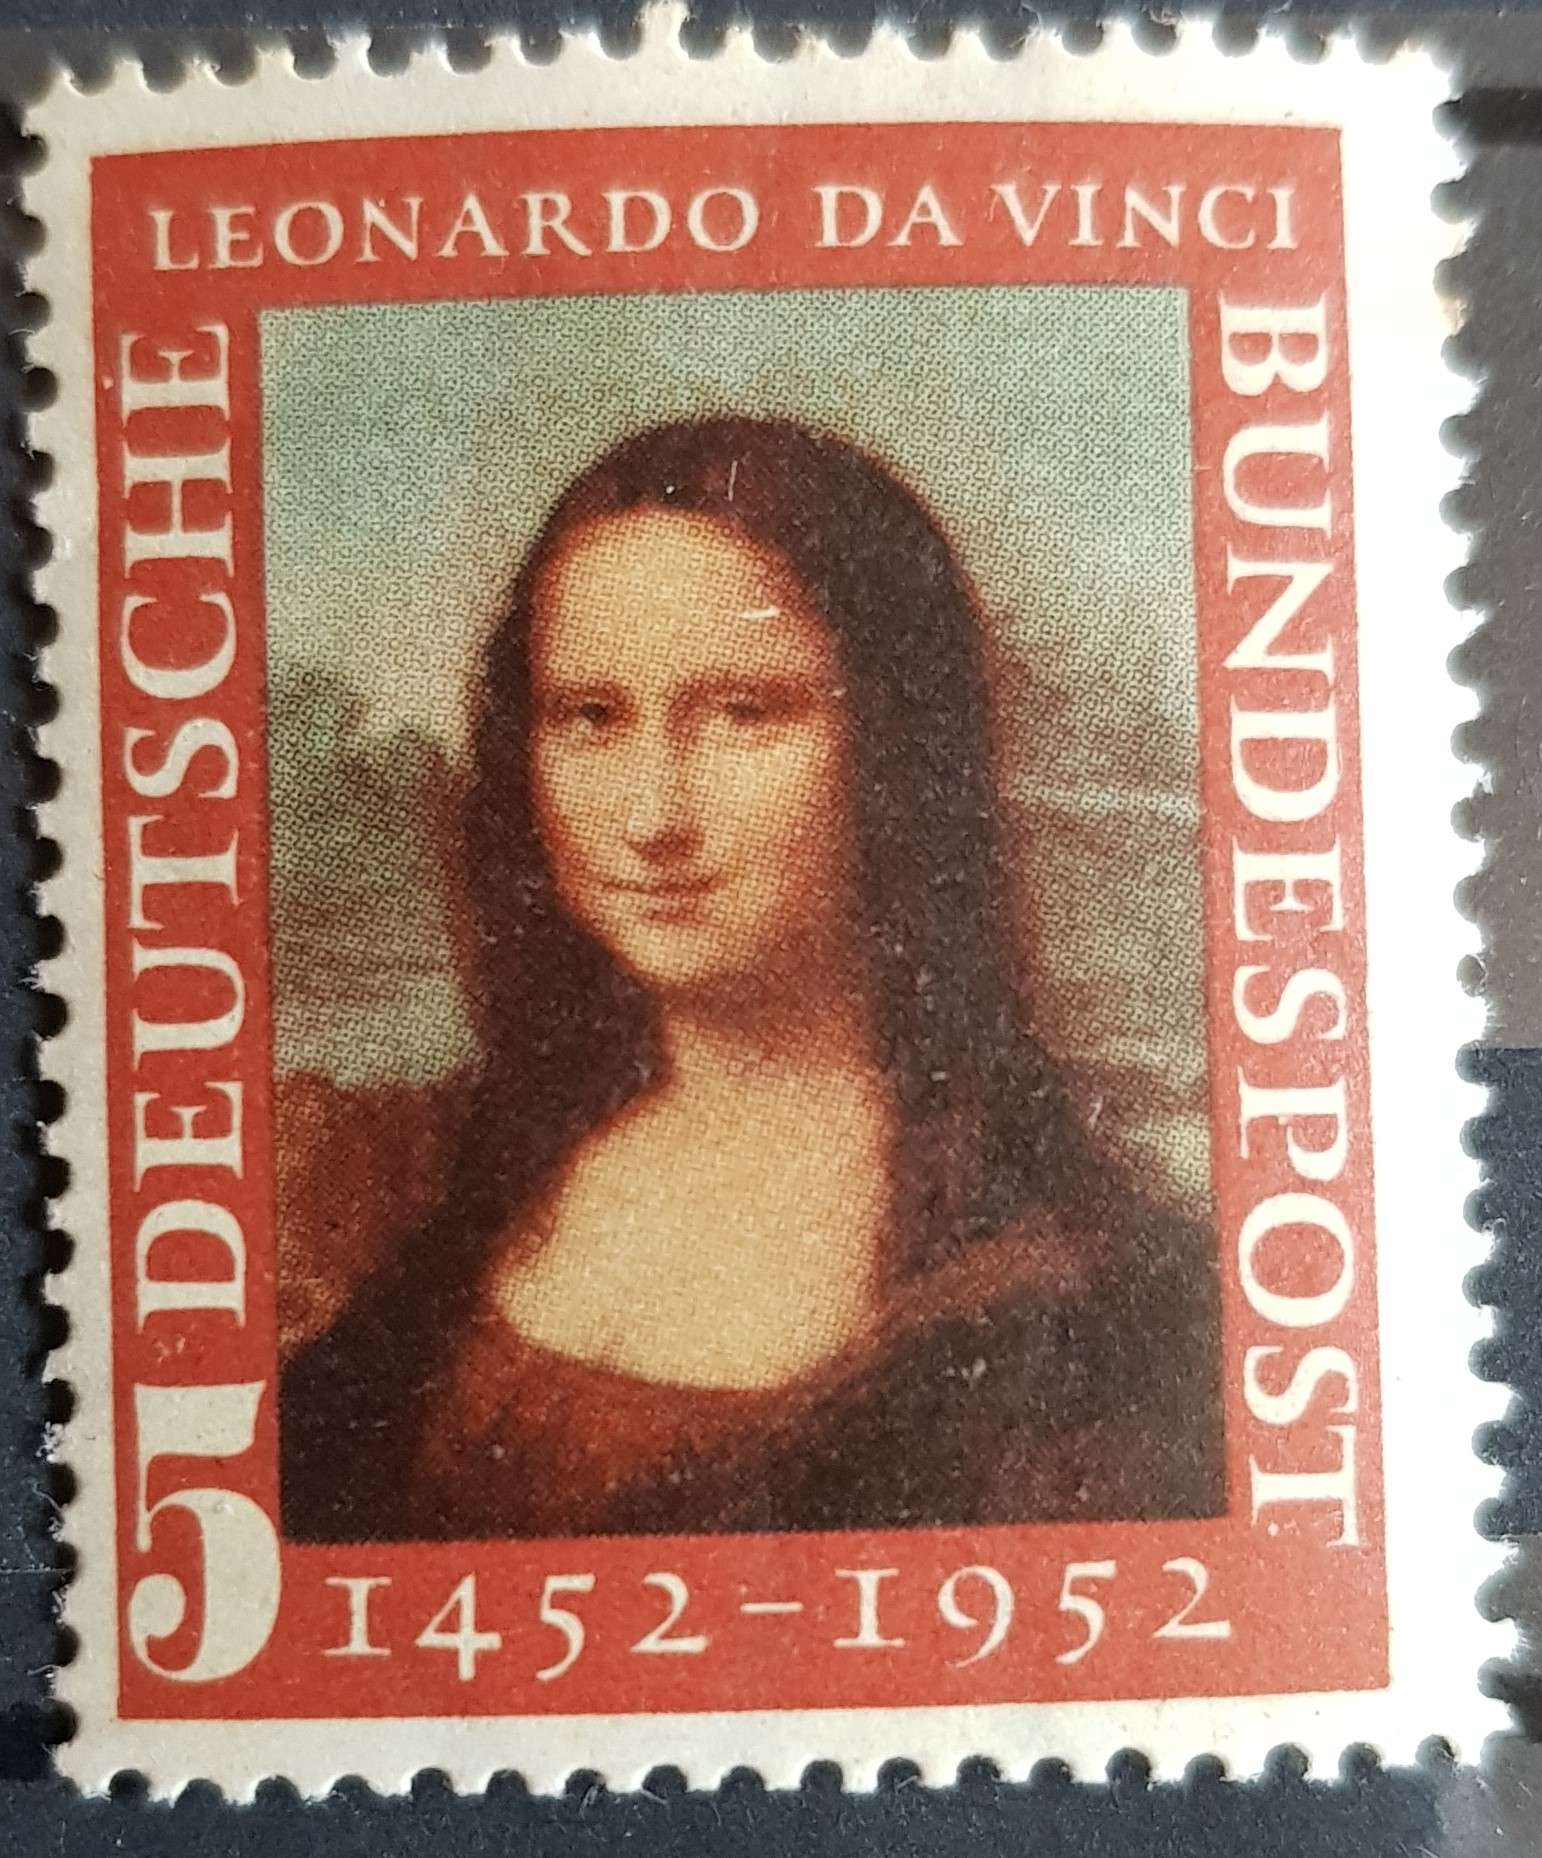 LEONARDO DA VINCI
DEUTSCHE
BUNDESPOST
5
1452–1952